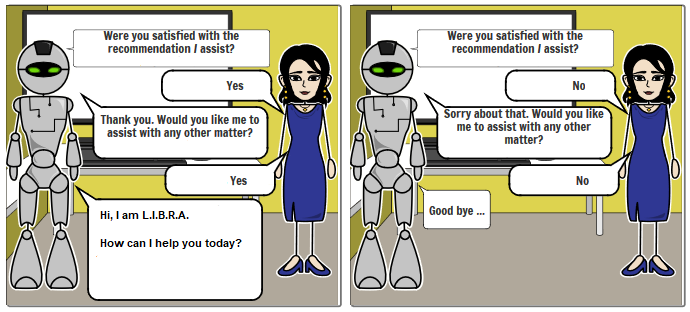 Were you satisfied with the
recommendation / assist?
Yes
Thank you. Would you like me to
assist with any other matter?
Yes
Hi, I am L.I.B.R.A.
How can I help you today?
Were you satisfied with the
recommendation / assist?
No
Sorry about that. Would you like
me to assist with any other
matter?
No
Good bye ...